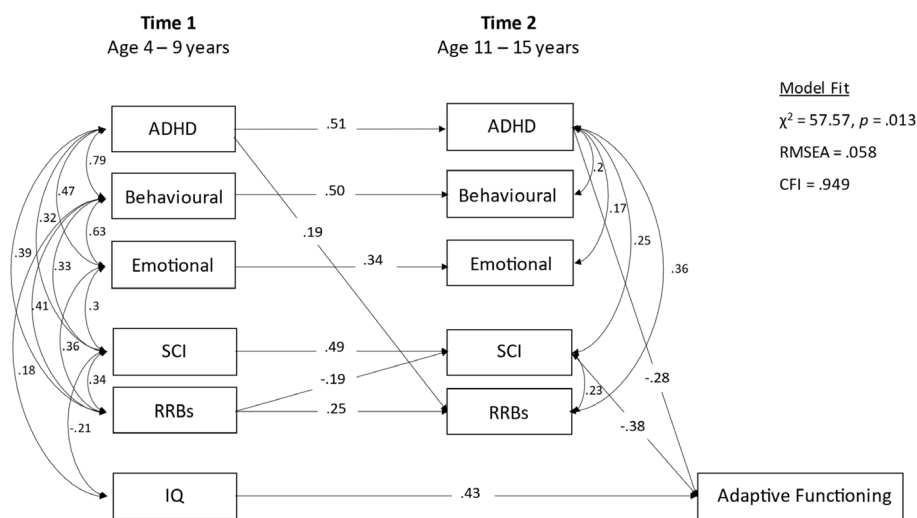 Time 1
Age 4 – 9 years
Time 2
Age 11 – 15 years
Model Fit
χ² = 57.57, p = .013
RMSEA = .058
CFI = .949
ADHD
.51
ADHD
.79
.2
.47
Behavioural
.50
Behavioural
.32
.17
.63
.19
.25
.39
.33
Emotional
.34
Emotional
.36
.41
.3
.36
SCI
.49
SCI
.18
.34
-.19
.23
-.28
RRBs
.25
RRBs
-.21
-.38
IQ
.43
Adaptive Functioning